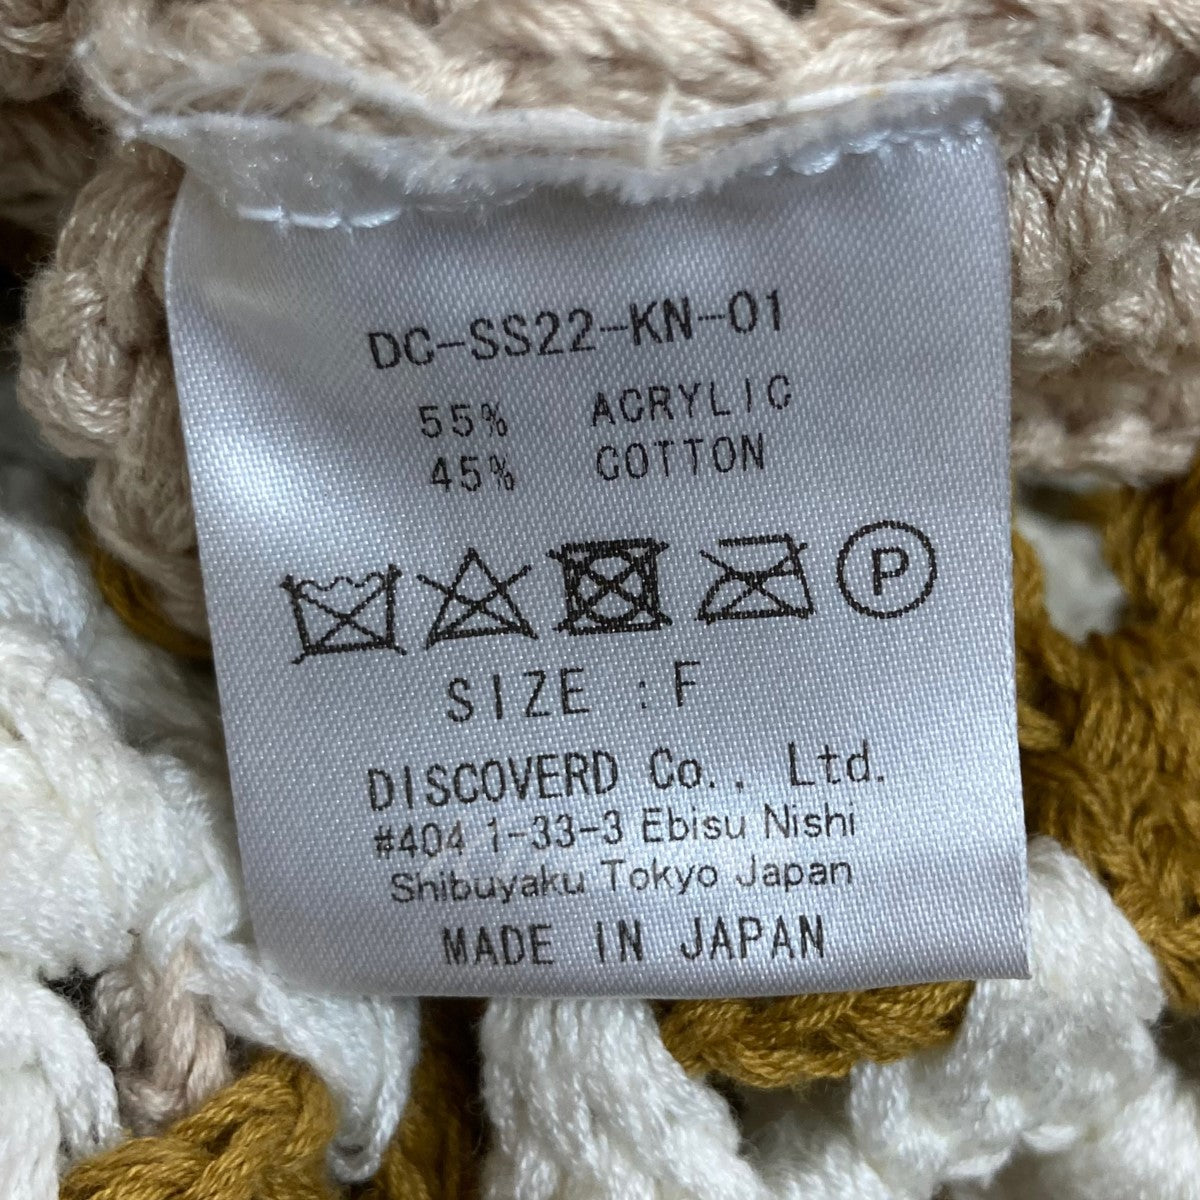 DC-SS22-KN-01
55% ACRYLIC
45% COTTON
P
SIZE : F
DISCOVERD Co., Ltd.
#404 1-33-3 Ebisu Nishi
Shibuyaku Tokyo Japan
MADE IN JAPAN